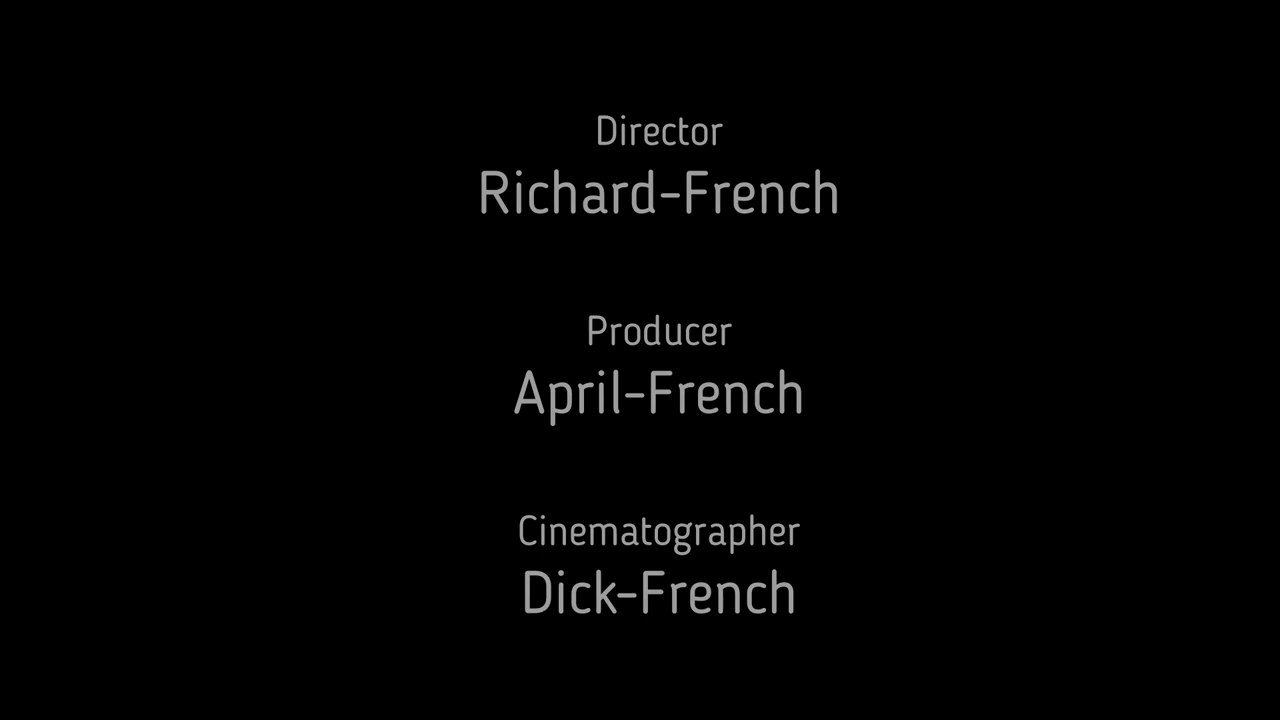 Director
Richard-French
Producer
April-French
Cinematographer
Dick-French